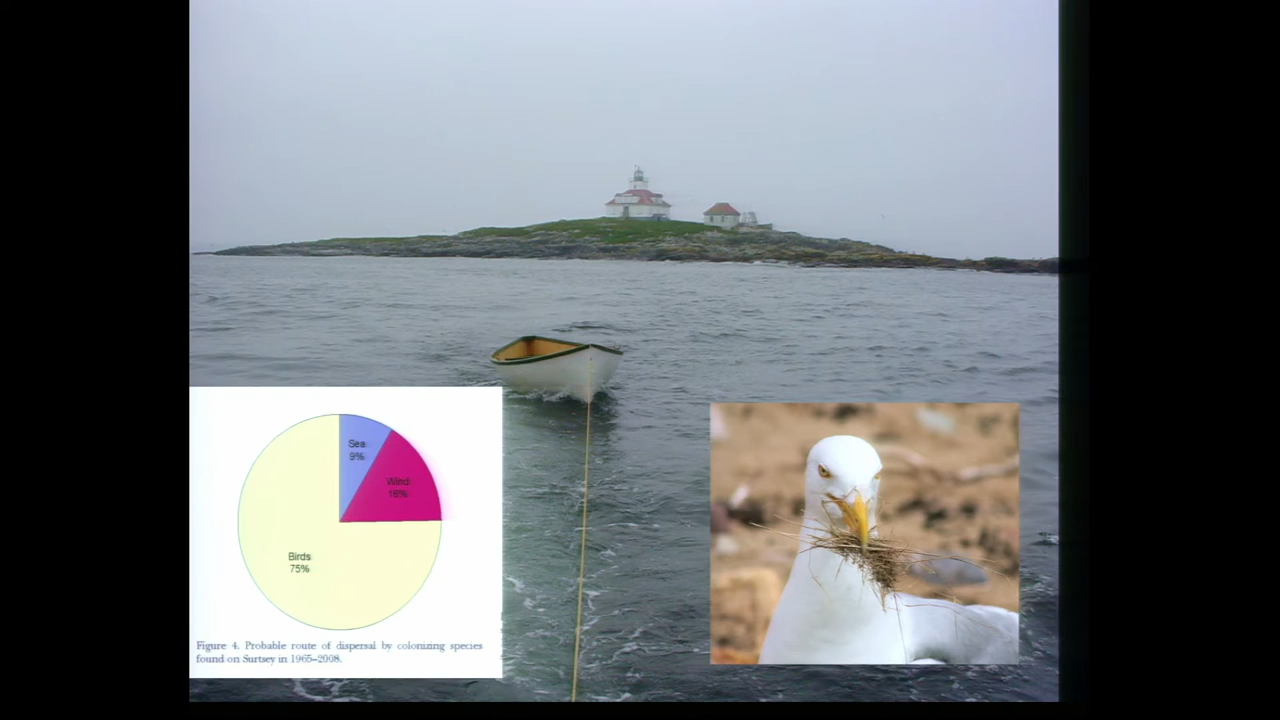 Sea
9%
Wind
16%
Birds
75%
Figure 4. Probable route of dispersal by colonizing species
found on Surtsey in 1965–2008.